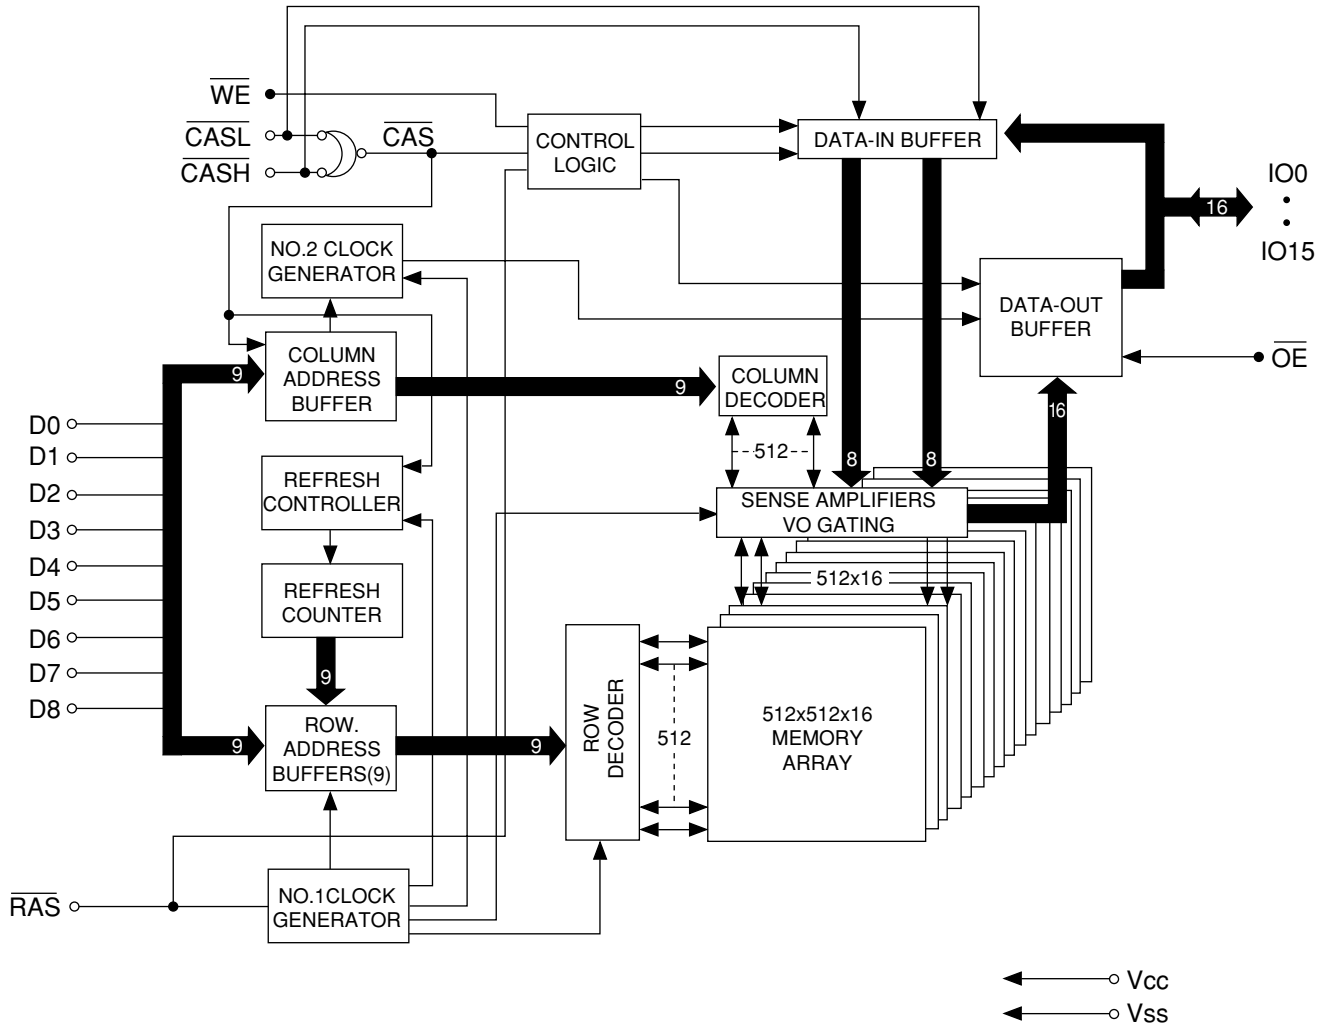 WE
CASL
CASH
CAS
CONTROL
LOGIC
DATA-IN BUFFER
IO0
16
IO15
NO.2 CLOCK
GENERATOR
DATA-OUT
BUFFER
OE
COLUMN
ADDRESS
BUFFER
9
9
COLUMN
DECODER
16
D0
D1
D2
D3
D4
D5
D6
D7
D8
512
8
8
REFRESH
CONTROLLER
SENSE AMPLIFIERS
VO GATING
512x16
REFRESH
COUNTER
9
ROW.
ADDRESS
BUFFERS(9)
9
9
ROW
DECODER
512
512x512x16
MEMORY
ARRAY
RAS
NO.1CLOCK
GENERATOR
Vcc
Vss